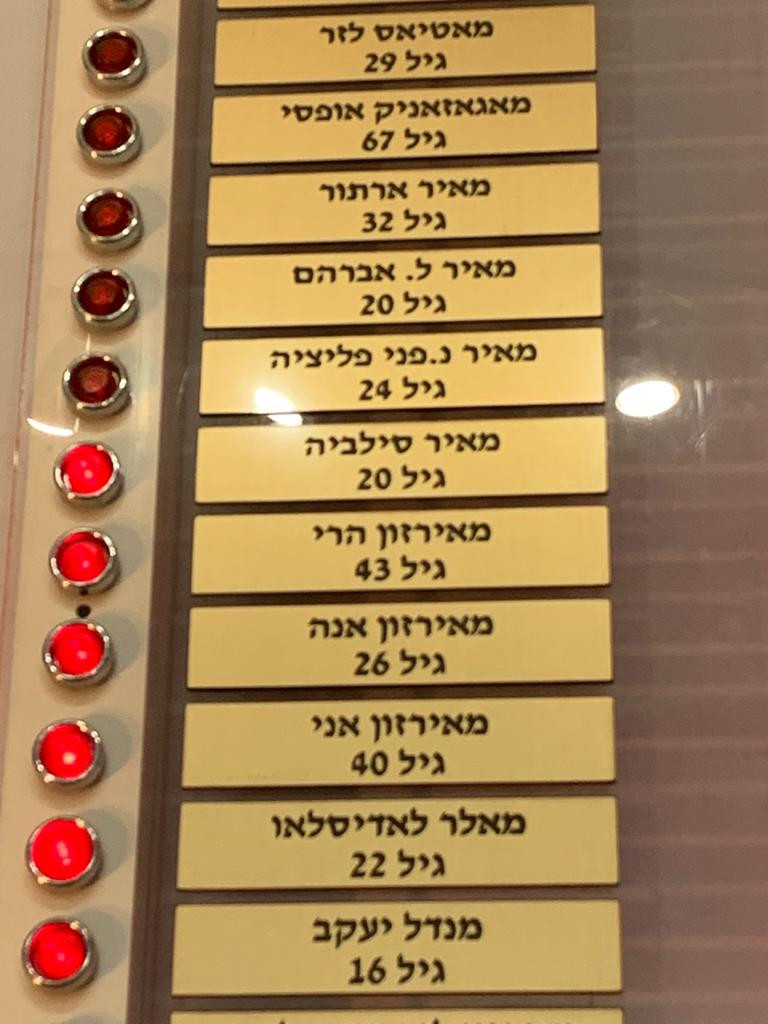 מאטיאס לזר
גיל 29
מאגאזאניק אופסי
גיל 67
מאיר ארתור
גיל 32
מאיר ל. אברהם
גיל 20
מאיר נ.פני פליציה
גיל 24
מאיר סילביה
גיל 20
מאירזון הרי
גיל 43
מאירזון אנה
גיל 26
מאירזון אני
גיל 40
מאלר לאדיסלאו
גיל 22
מנדל יעקב
גיל 16